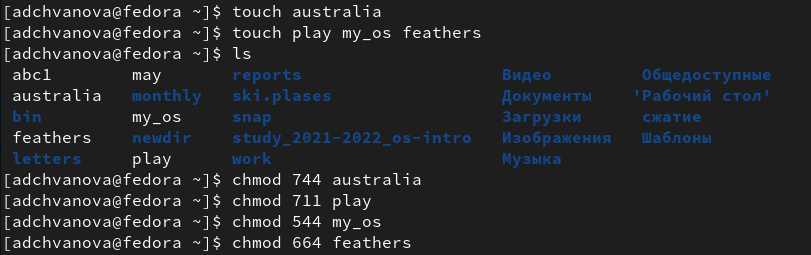 [adchvanova@fedora ~]$ touch australia
[adchvanova@fedora ~]$ touch play my_os feathers
[adchvanova@fedora ~]$ ls
abc1 may reports Видео Общедоступные
australia monthly ski.plases Документы 'Рабочий стол'
bin my_os snap Загрузки сжатие
feathers newdir study_2021-2022_os-intro Изображения Шаблоны
letters play work Музыка
[adchvanova@fedora ~]$ chmod 744 australia
[adchvanova@fedora ~]$ chmod 711 play
[adchvanova@fedora ~]$ chmod 544 my_os
[adchvanova@fedora ~]$ chmod 664 feathers